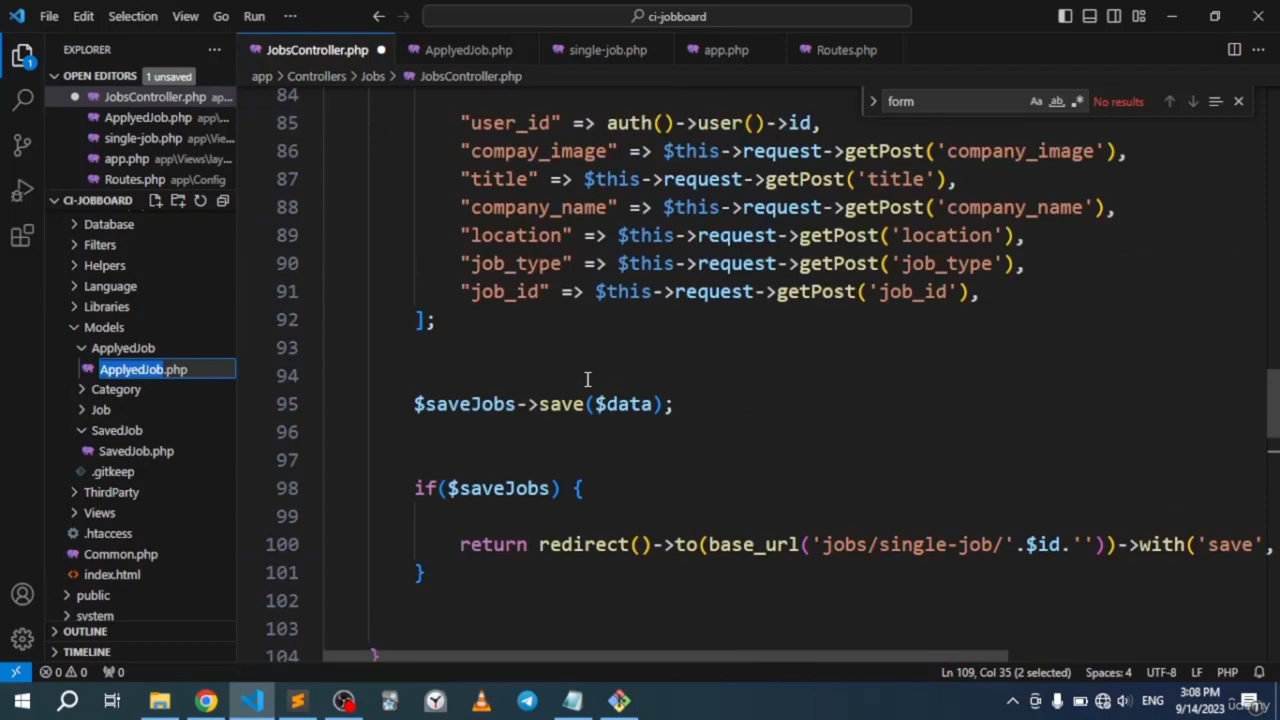 File Edit Selection View Go Run ··· ci-jobboard
EXPLORER ··· JobsController.php ApplyedJob.php single-job.php app.php Routes.php
OPEN EDITORS 1 unsaved
app > Controllers > Jobs > JobsController.php
JobsController.php ap...
ApplyedJob.php app\...
single-job.php app\Vie...
app.php app\Views\lay...
Routes.php app\Config
CI-JOBBOARD
Database
Filters
Helpers
Language
Libraries
Models
ApplyedJob
ApplyedJob.php
Category
Job
SavedJob
SavedJob.php
.gitkeep
ThirdParty
Views
.htaccess
Common.php
index.html
public
system
OUTLINE
TIMELINE
form Aa ab .* No results
84
85 "user_id" => auth()->user()->id,
86 "compay_image" => $this->request->getPost('company_image'),
87 "title" => $this->request->getPost('title'),
88 "company_name" => $this->request->getPost('company_name'),
89 "location" => $this->request->getPost('location'),
90 "job_type" => $this->request->getPost('job_type'),
91 "job_id" => $this->request->getPost('job_id'),
92 ];
93
94
95 $saveJobs->save($data);
96
97
98 if($saveJobs) {
99
100 return redirect()->to(base_url('jobs/single-job/'.$id.''))->with('save',
101 }
102
103
104 }
0 0 0 Ln 109, Col 35 (2 selected) Spaces: 4 UTF-8 LF PHP
ENG 3:08 PM
9/14/2023
udemy
1